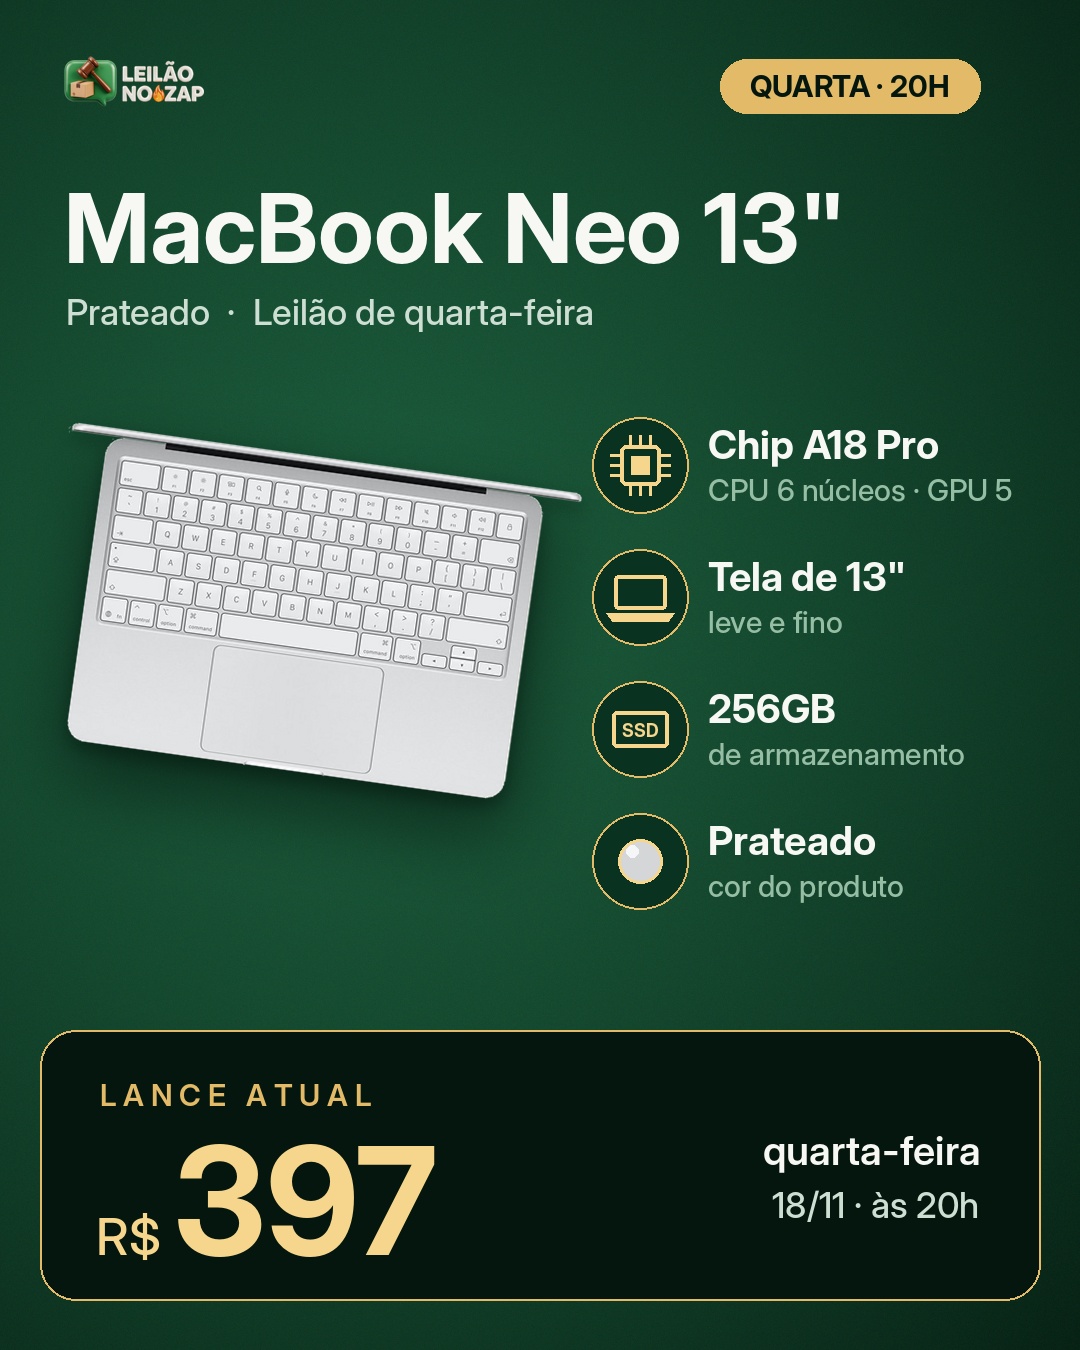 LEILÃO
NO ZAP
QUARTA · 20H
MacBook Neo 13"
Prateado · Leilão de quarta-feira
Chip A18 Pro
CPU 6 núcleos · GPU 5
Tela de 13"
leve e fino
SSD
256GB
de armazenamento
Prateado
cor do produto
LANCE ATUAL
R$ 397
quarta-feira
18/11 · às 20h